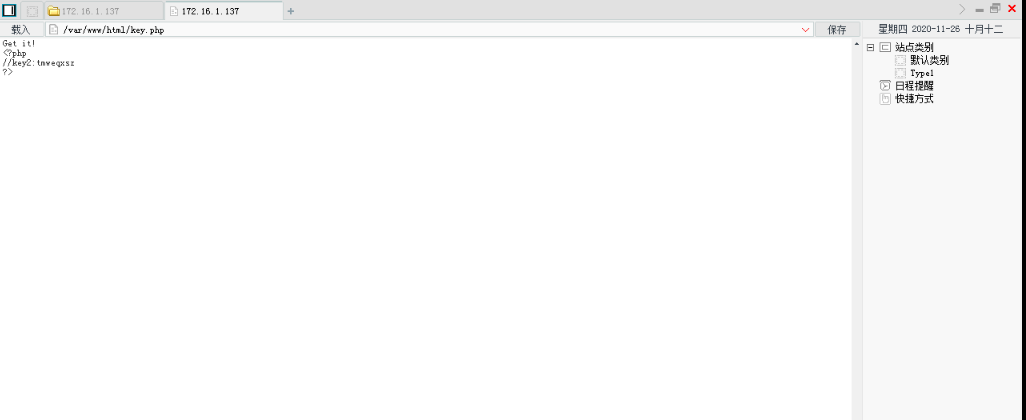 172.16.1.137
172.16.1.137
载入
/var/www/html/key.php
保存
星期四 2020-11-26 十月十二
Get it!
<?php
//key2:tmveqxsz
?>
站点类别
默认类别
Type1
日程提醒
快捷方式